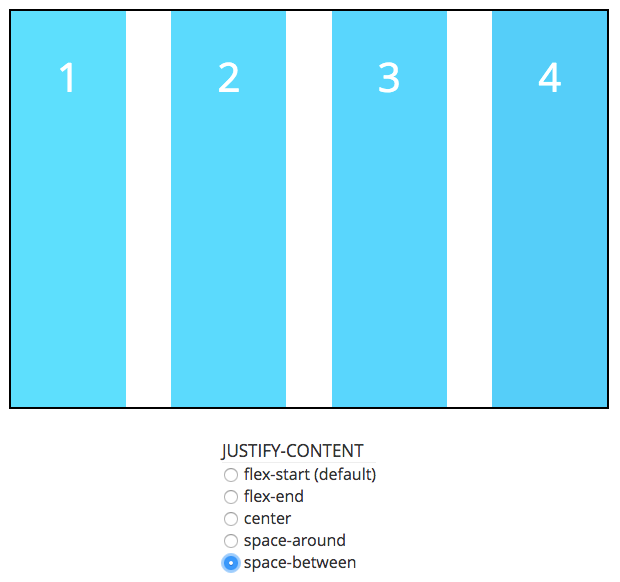 1 2 3 4
JUSTIFY-CONTENT
flex-start (default)
flex-end
center
space-around
space-between